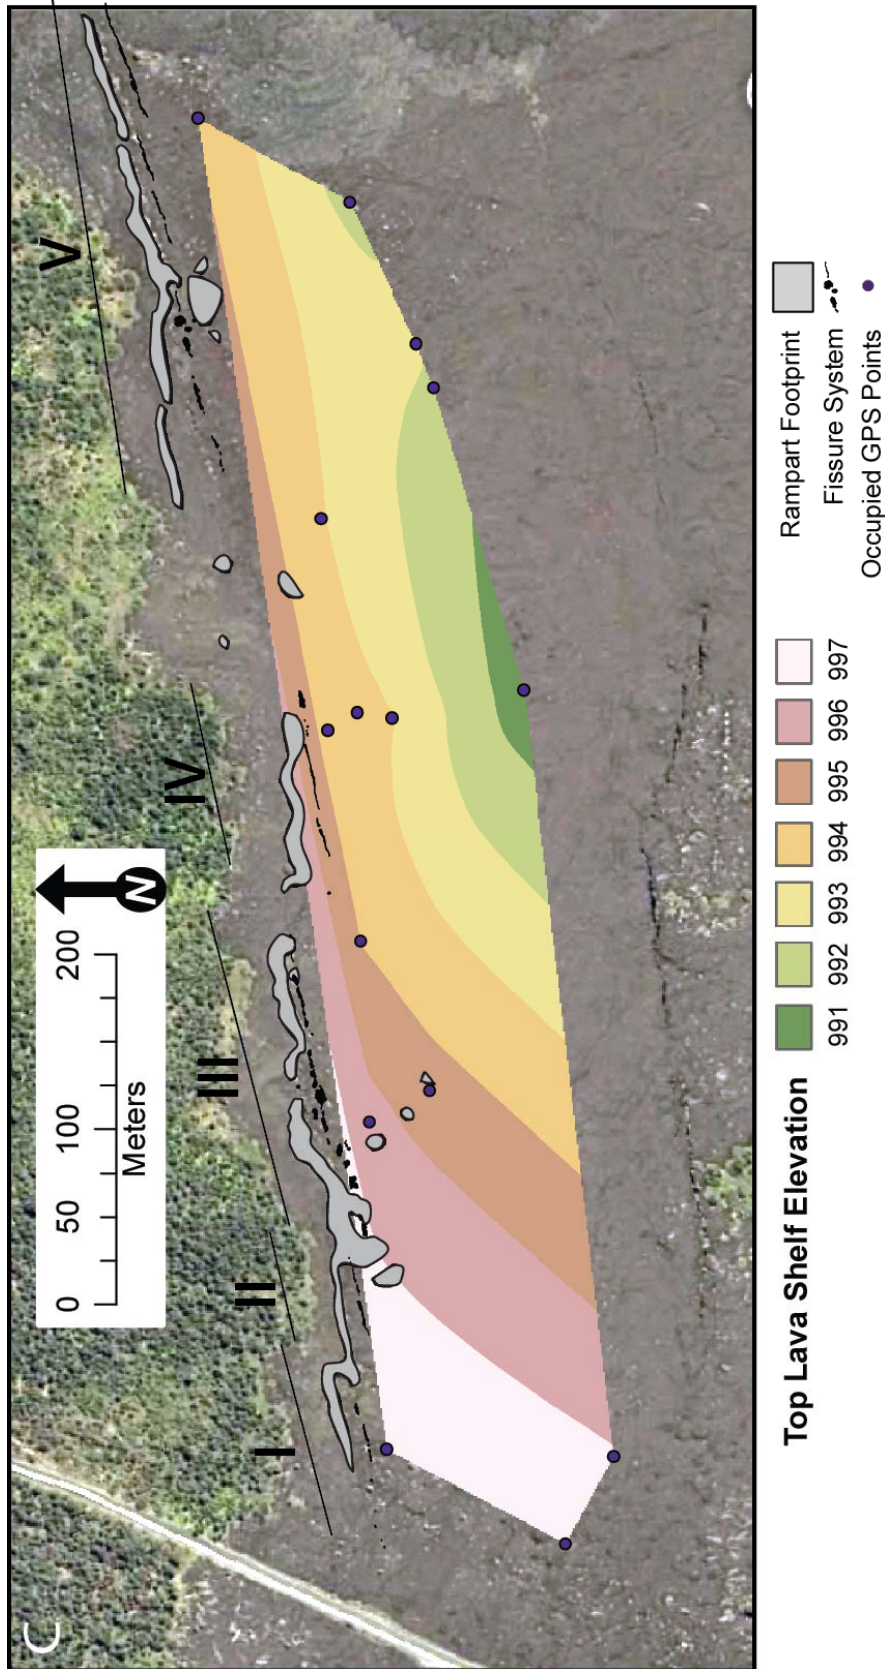 C
I
II
III
IV
V
0 50 100 200
Meters
N
Top Lava Shelf Elevation
991 992 993 994 995 996 997
Rampart Footprint
Fissure System
Occupied GPS Points